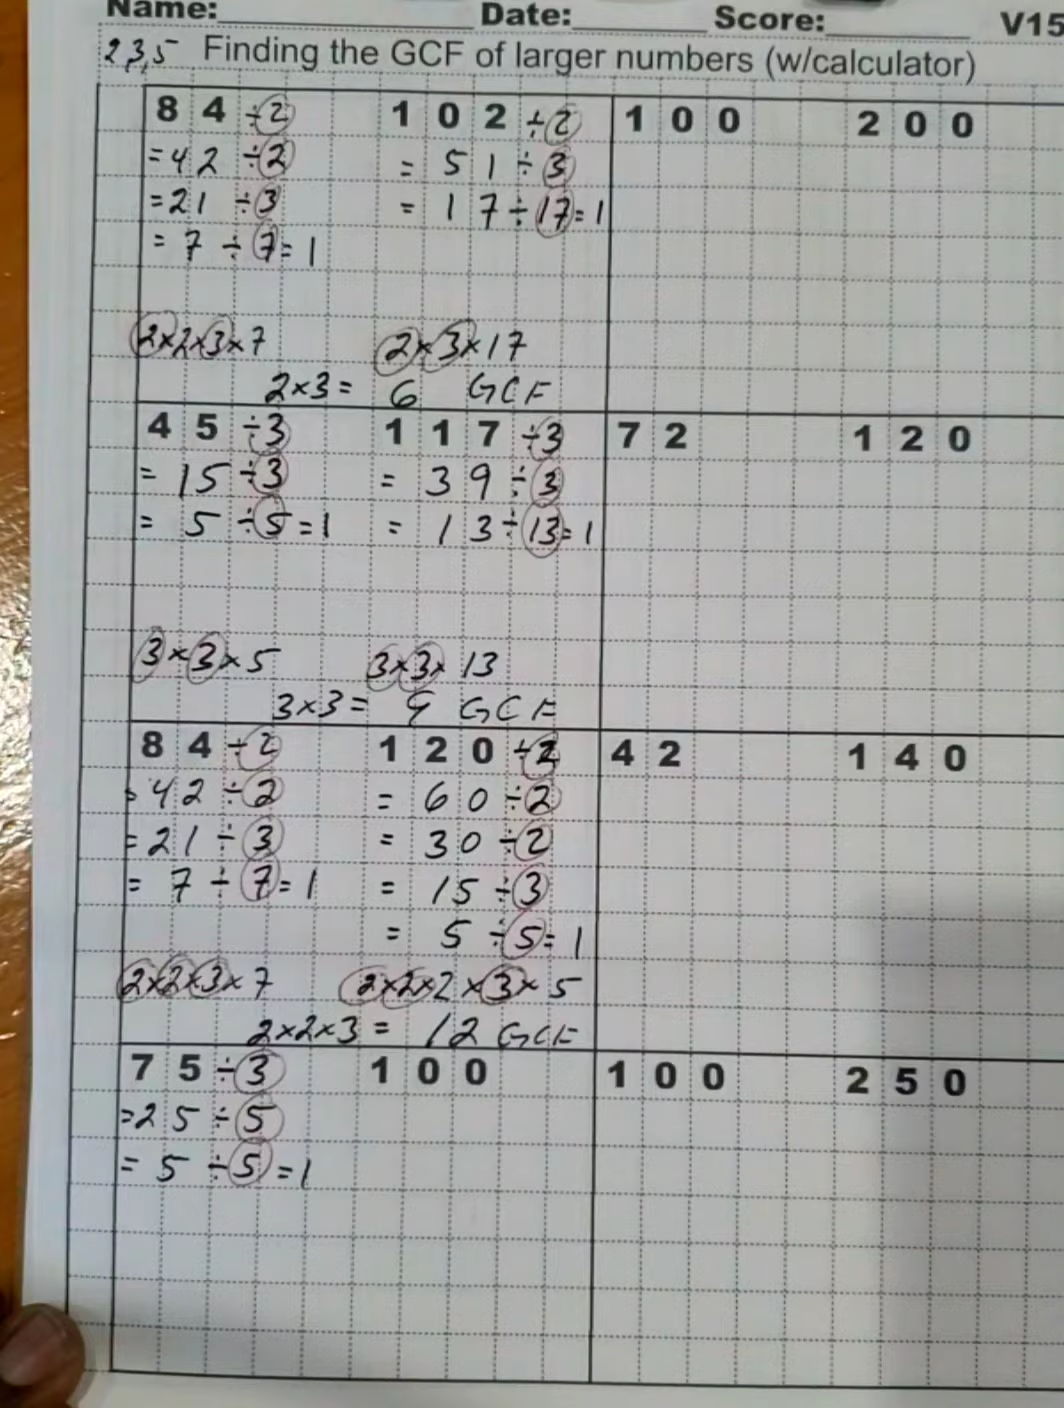 Name: Date: Score: V15
2,3,5 Finding the GCF of larger numbers (w/calculator)
84 ÷2 102 ÷2
=42 ÷2 = 51 ÷ 3
=21 ÷3 = 17 ÷ 17 = 1
= 7 ÷ 7 = 1
2×2×3×7 2×3×17
2×3 = 6 GCF
100 200
45 ÷3 117 ÷3
= 15 ÷3 = 39 ÷ 3
= 5 ÷5 = 1 = 13 ÷ 13 = 1
3×3×5 3×3×13
3×3 = 9 GCF
72 120
84 ÷2 120 ÷2
=42 ÷2 = 60 ÷2
=21 ÷ 3 = 30 ÷2
= 7 ÷ 7 = 1 = 15 ÷3
= 5 ÷5 = 1
2×2×3×7 2×2×2×3×5
2×2×3 = 12 GCF
42 140
75 ÷3 100
=25 ÷5
= 5 ÷5 = 1
100 250